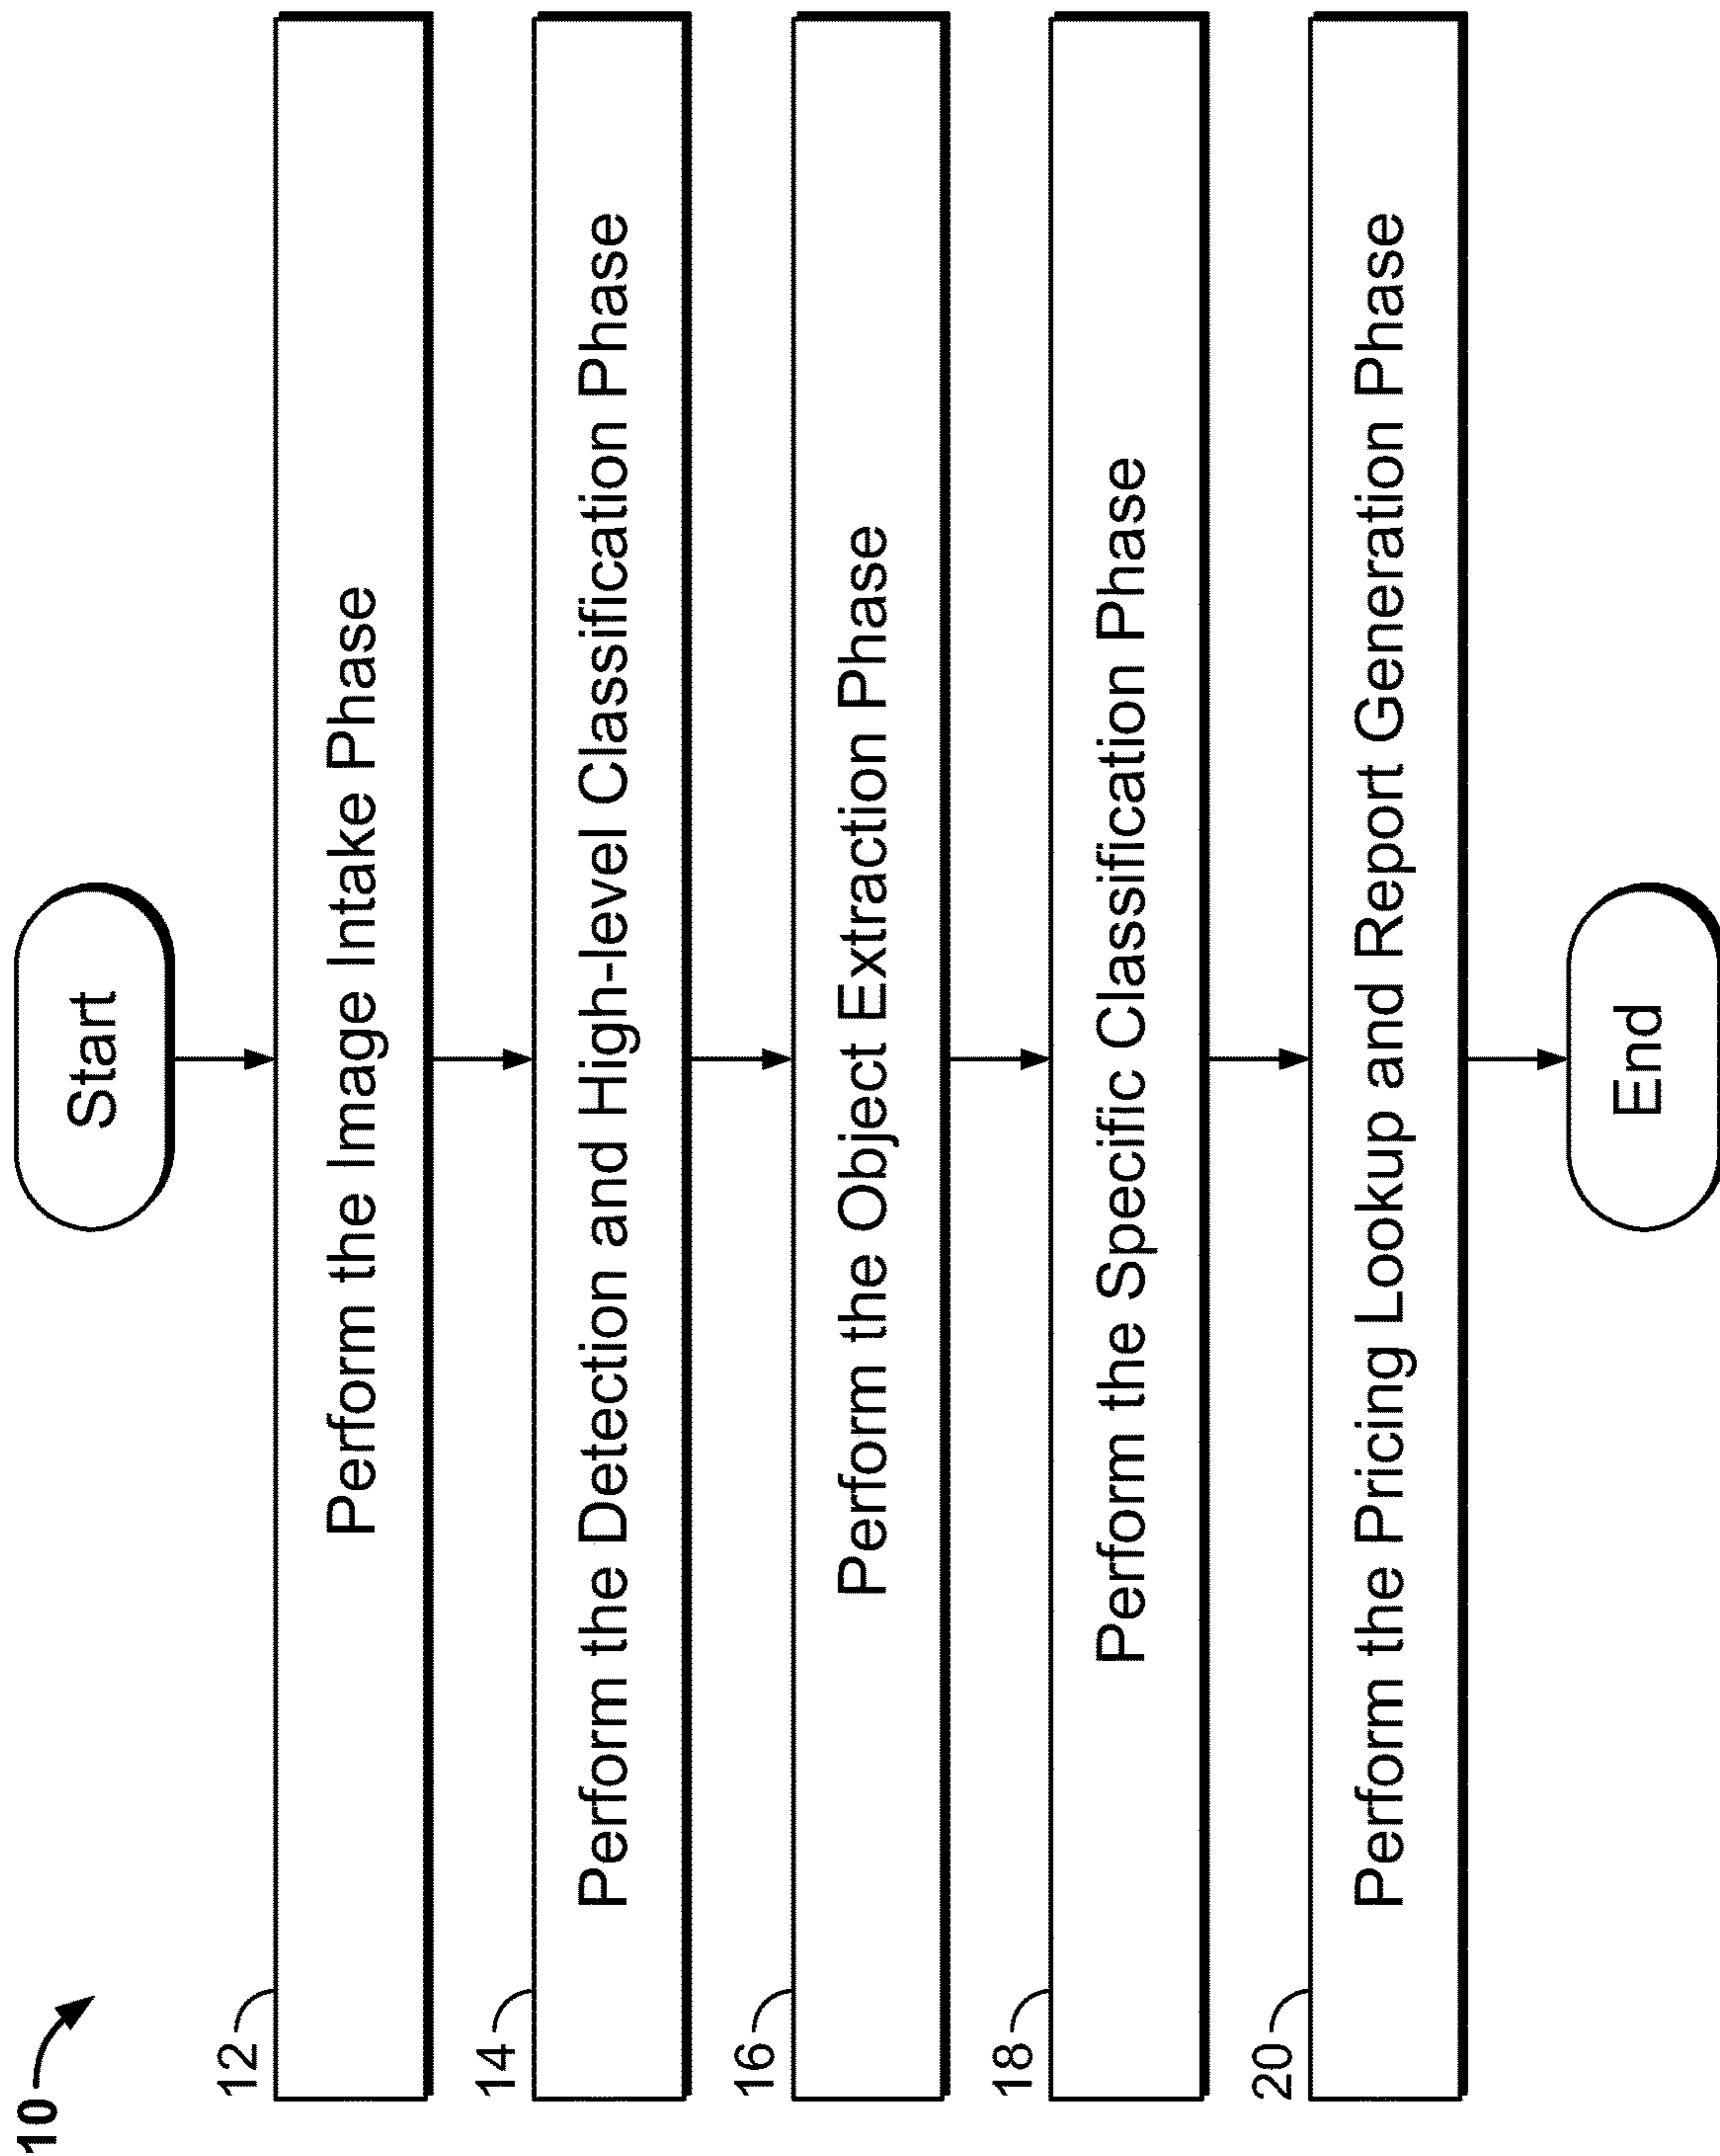 10
Start
12
Perform the Image Intake Phase
14
Perform the Detection and High-level Classification Phase
16
Perform the Object Extraction Phase
18
Perform the Specific Classification Phase
20
Perform the Pricing Lookup and Report Generation Phase
End